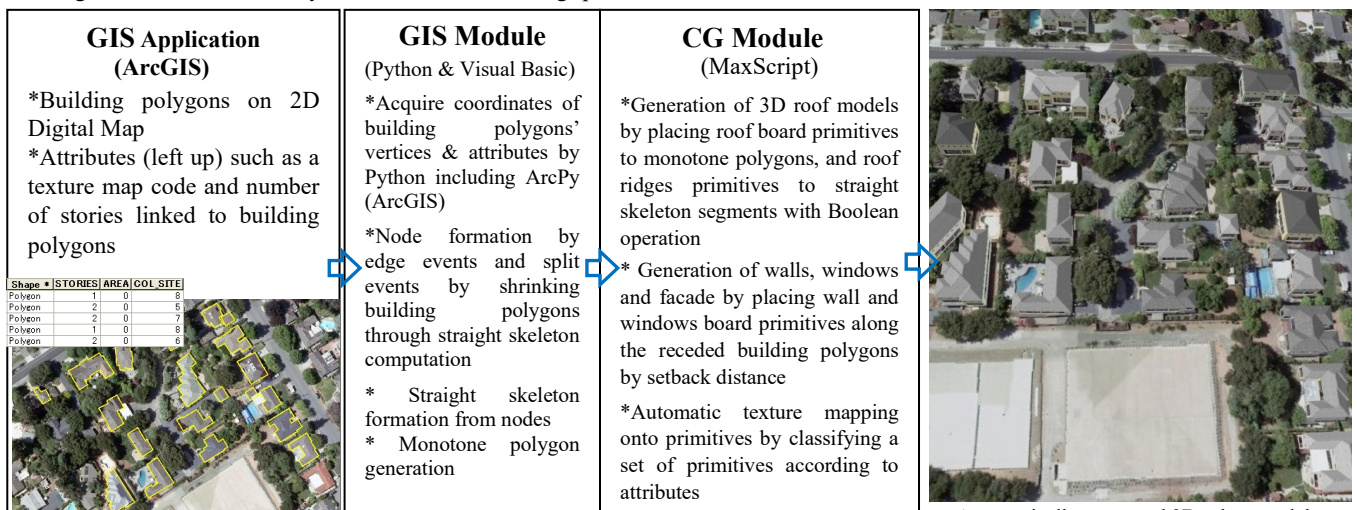 GIS Application
(ArcGIS)
*Building polygons on 2D
Digital Map
*Attributes (left up) such as a
texture map code and number
of stories linked to building
polygons
Shape * STORIES AREA COL_SITE
Polygon 1 0 8
Polygon 2 0 5
Polygon 2 0 7
Polygon 1 0 8
Polygon 2 0 6
GIS Module
(Python & Visual Basic)
*Acquire coordinates of
building polygons’
vertices & attributes by
Python including ArcPy
(ArcGIS)
*Node formation by
edge events and split
events by shrinking
building polygons
through straight skeleton
computation
* Straight skeleton
formation from nodes
* Monotone polygon
generation
CG Module
(MaxScript)
*Generation of 3D roof models
by placing roof board primitives
to monotone polygons, and roof
ridges primitives to straight
skeleton segments with Boolean
operation
* Generation of walls, windows
and facade by placing wall and
windows board primitives along
the receded building polygons
by setback distance
*Automatic texture mapping
onto primitives by classifying a
set of primitives according to
attributes